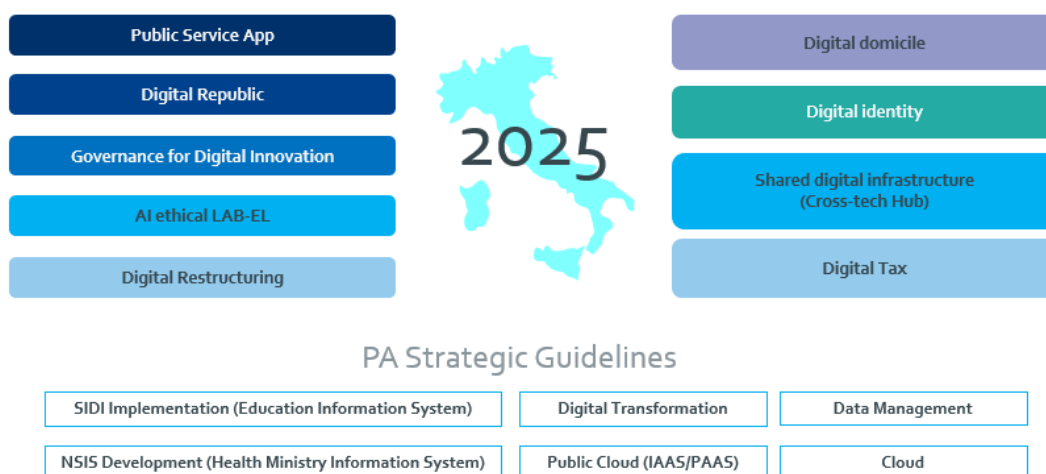 Public Service App
Digital Republic
Governance for Digital Innovation
AI ethical LAB-EL
Digital Restructuring
2025
Digital domicile
Digital identity
Shared digital infrastructure
(Cross-tech Hub)
Digital Tax
PA Strategic Guidelines
SIDI Implementation (Education Information System)
Digital Transformation
Data Management
NSIS Development (Health Ministry Information System)
Public Cloud (IAAS/PAAS)
Cloud